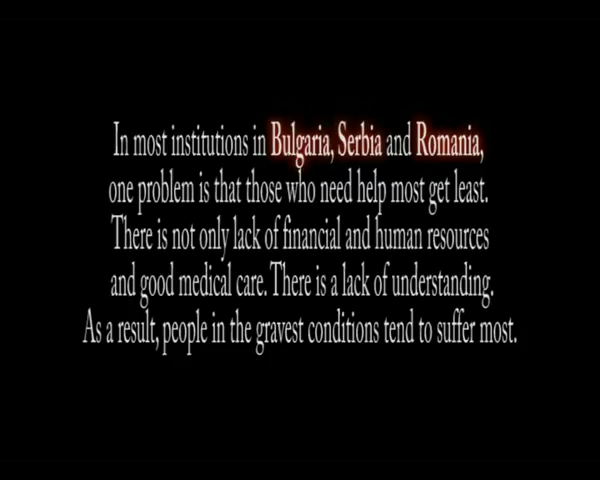 In most institutions in Bulgaria, Serbia and Romania,
one problem is that those who need help most get least.
There is not only lack of financial and human resources
and good medical care. There is a lack of understanding.
As a result, people in the gravest conditions tend to suffer most.